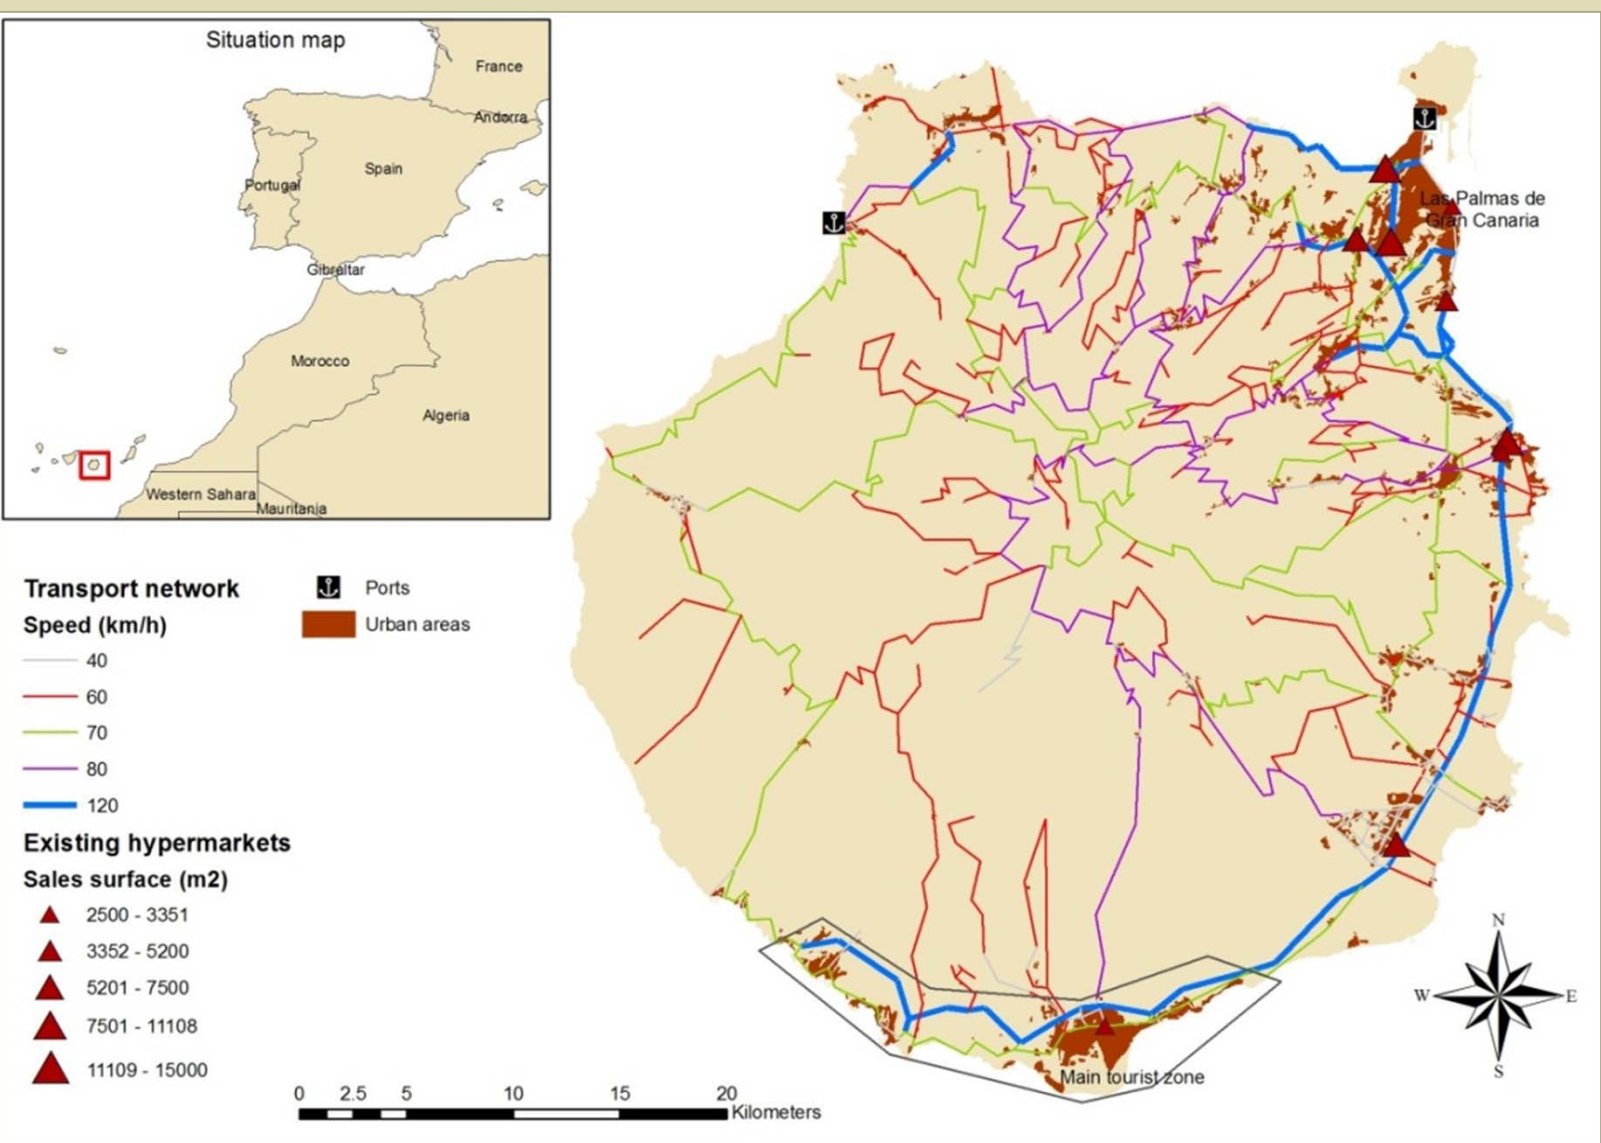 Situation map
France
Andorra
Spain
Portugal
Gibraltar
Morocco
Algeria
Western Sahara
Mauritania
Las Palmas de
Gran Canaria
Transport network
Speed (km/h)
40
60
70
80
120
Ports
Urban areas
Existing hypermarkets
Sales surface (m2)
2500 - 3351
3352 - 5200
5201 - 7500
7501 - 11108
11109 - 15000
0 2.5 5 10 15 20
Kilometers
Main tourist zone
N
W E
S